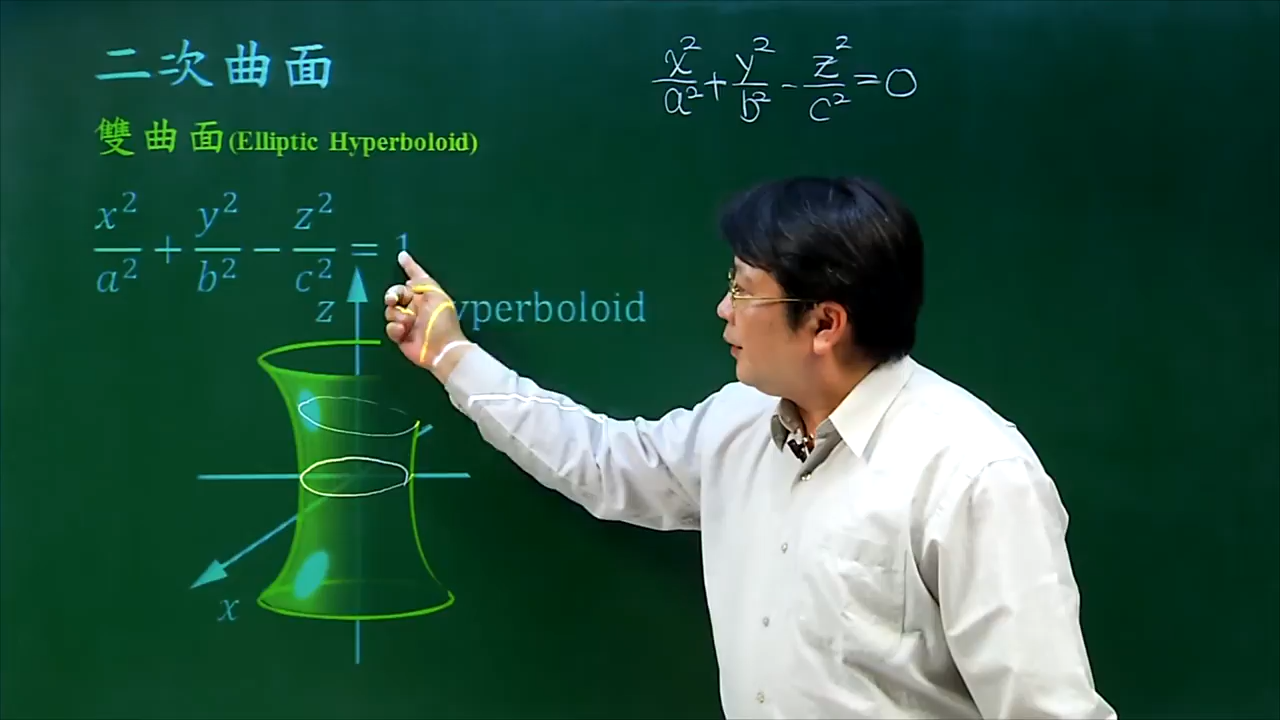 二次曲面
雙曲面(Elliptic Hyperboloid)
x²/a² + y²/b² - z²/c² = 1
x²/a² + y²/b² - z²/c² = 0
yperboloid
z
x